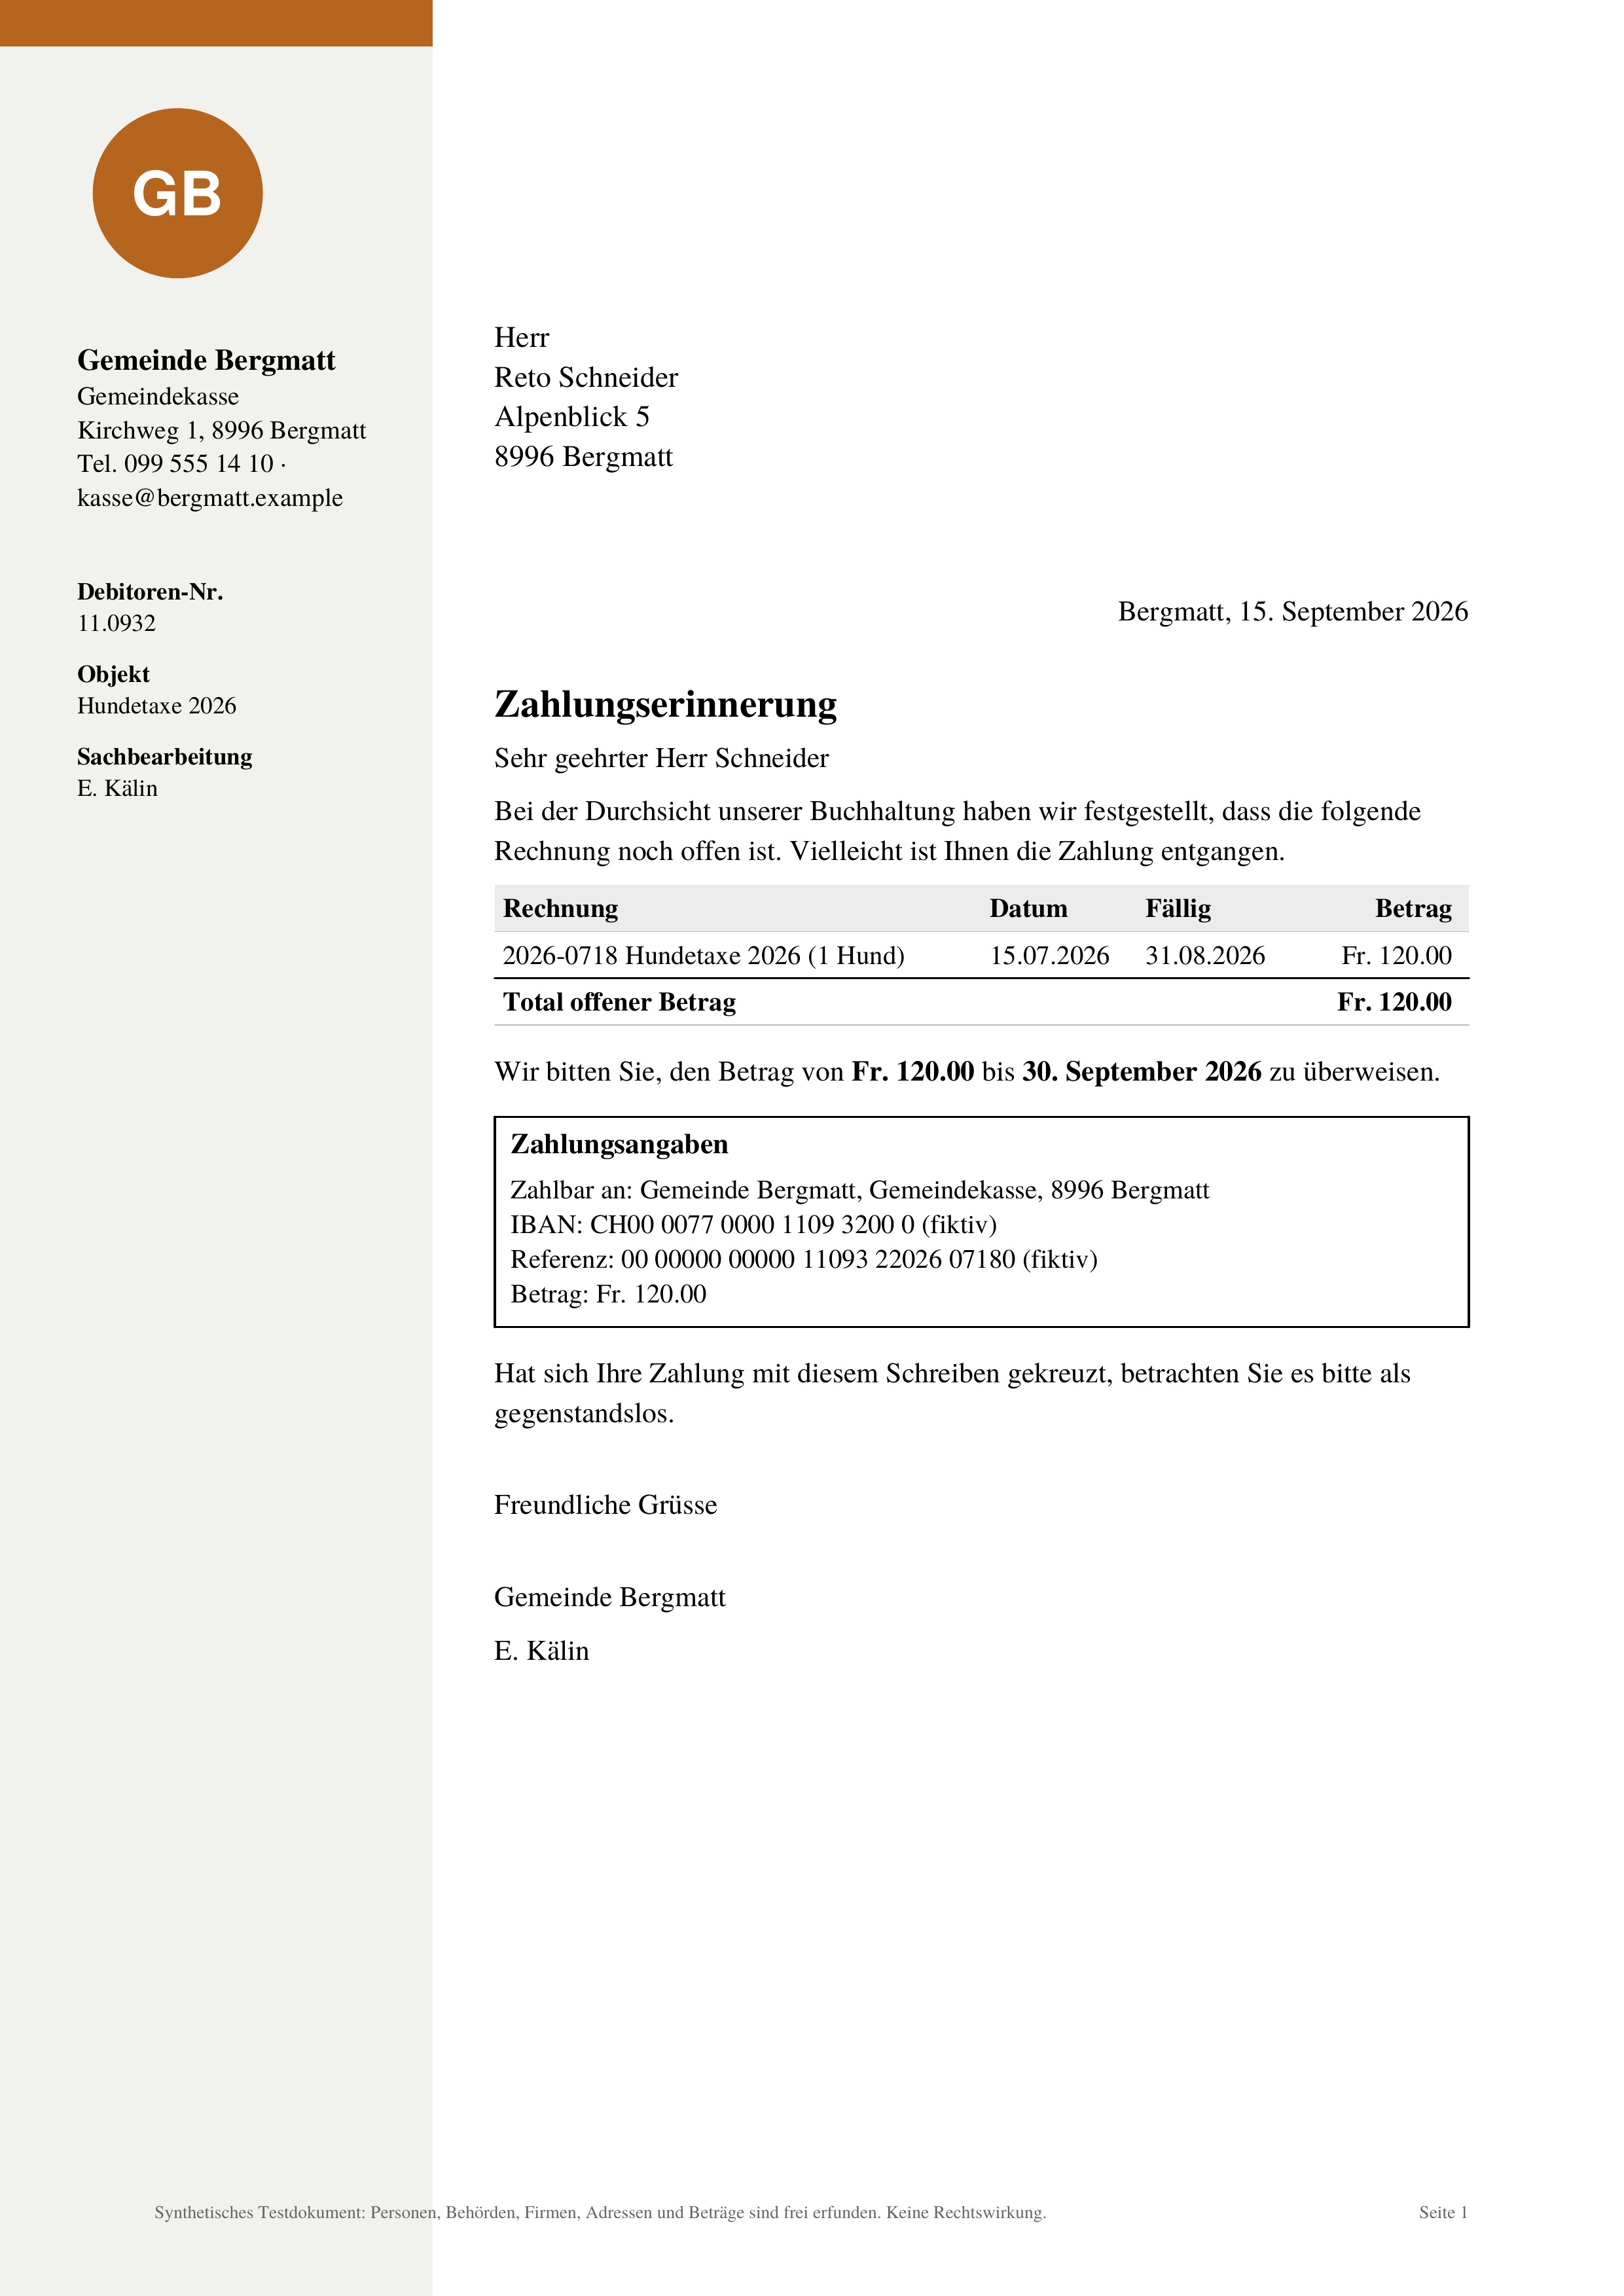 GB
Gemeinde Bergmatt
Gemeindekasse
Kirchweg 1, 8996 Bergmatt
Tel. 099 555 14 10 ·
kasse@bergmatt.example
Debitoren-Nr.
11.0932
Objekt
Hundetaxe 2026
Sachbearbeitung
E. Kälin
Herr
Reto Schneider
Alpenblick 5
8996 Bergmatt
Bergmatt, 15. September 2026
Zahlungserinnerung
Sehr geehrter Herr Schneider
Bei der Durchsicht unserer Buchhaltung haben wir festgestellt, dass die folgende
Rechnung noch offen ist. Vielleicht ist Ihnen die Zahlung entgangen.
Rechnung Datum Fällig Betrag
2026-0718 Hundetaxe 2026 (1 Hund) 15.07.2026 31.08.2026 Fr. 120.00
Total offener Betrag Fr. 120.00
Wir bitten Sie, den Betrag von Fr. 120.00 bis 30. September 2026 zu überweisen.
Zahlungsangaben
Zahlbar an: Gemeinde Bergmatt, Gemeindekasse, 8996 Bergmatt
IBAN: CH00 0077 0000 1109 3200 0 (fiktiv)
Referenz: 00 00000 00000 11093 22026 07180 (fiktiv)
Betrag: Fr. 120.00
Hat sich Ihre Zahlung mit diesem Schreiben gekreuzt, betrachten Sie es bitte als
gegenstandslos.
Freundliche Grüsse
Gemeinde Bergmatt
E. Kälin
Synthetisches Testdokument: Personen, Behörden, Firmen, Adressen und Beträge sind frei erfunden. Keine Rechtswirkung. Seite 1